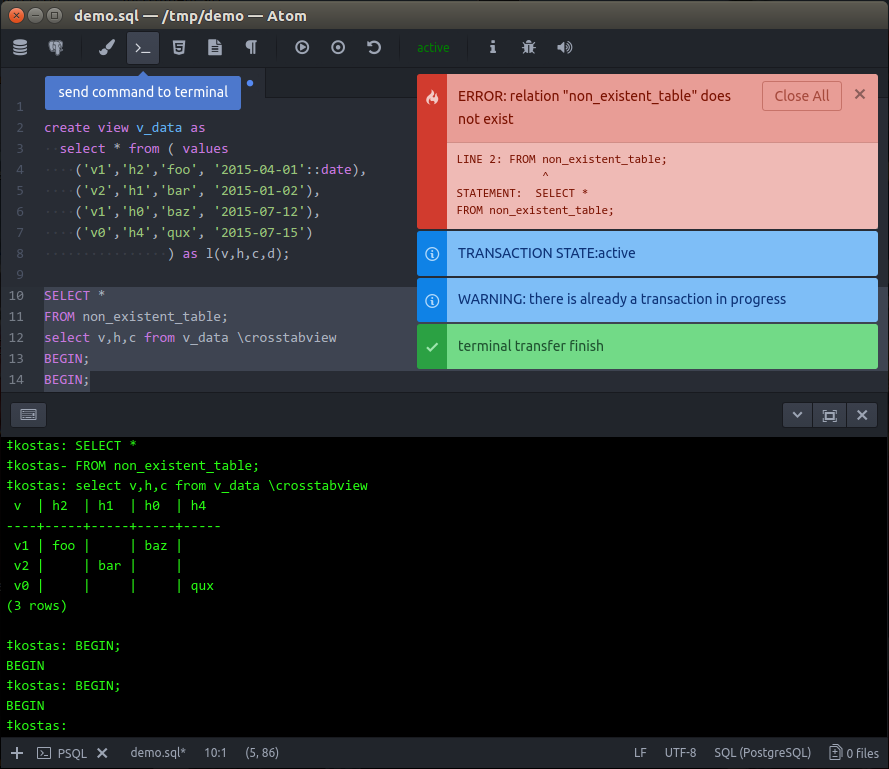 demo.sql — /tmp/demo — Atom
active
send command to terminal
1
2 create view v_data as
3 select * from ( values
4 ('v1','h2','foo', '2015-04-01'::date),
5 ('v2','h1','bar', '2015-01-02'),
6 ('v1','h0','baz', '2015-07-12'),
7 ('v0','h4','qux', '2015-07-15')
8 ) as l(v,h,c,d);
9
10 SELECT *
11 FROM non_existent_table;
12 select v,h,c from v_data \crosstabview
13 BEGIN;
14 BEGIN;
ERROR: relation "non_existent_table" does
not exist
Close All
LINE 2: FROM non_existent_table;
^
STATEMENT:  SELECT *
FROM non_existent_table;
TRANSACTION STATE:active
WARNING: there is already a transaction in progress
terminal transfer finish
‡kostas: SELECT *
‡kostas- FROM non_existent_table;
‡kostas: select v,h,c from v_data \crosstabview
 v  | h2  | h1  | h0  | h4
----+-----+-----+-----+-----
 v1 | foo |     | baz |
 v2 |     | bar |     |
 v0 |     |     |     | qux
(3 rows)
‡kostas: BEGIN;
BEGIN
‡kostas: BEGIN;
BEGIN
‡kostas:
PSQL demo.sql* 10:1 (5, 86) LF UTF-8 SQL (PostgreSQL) 0 files